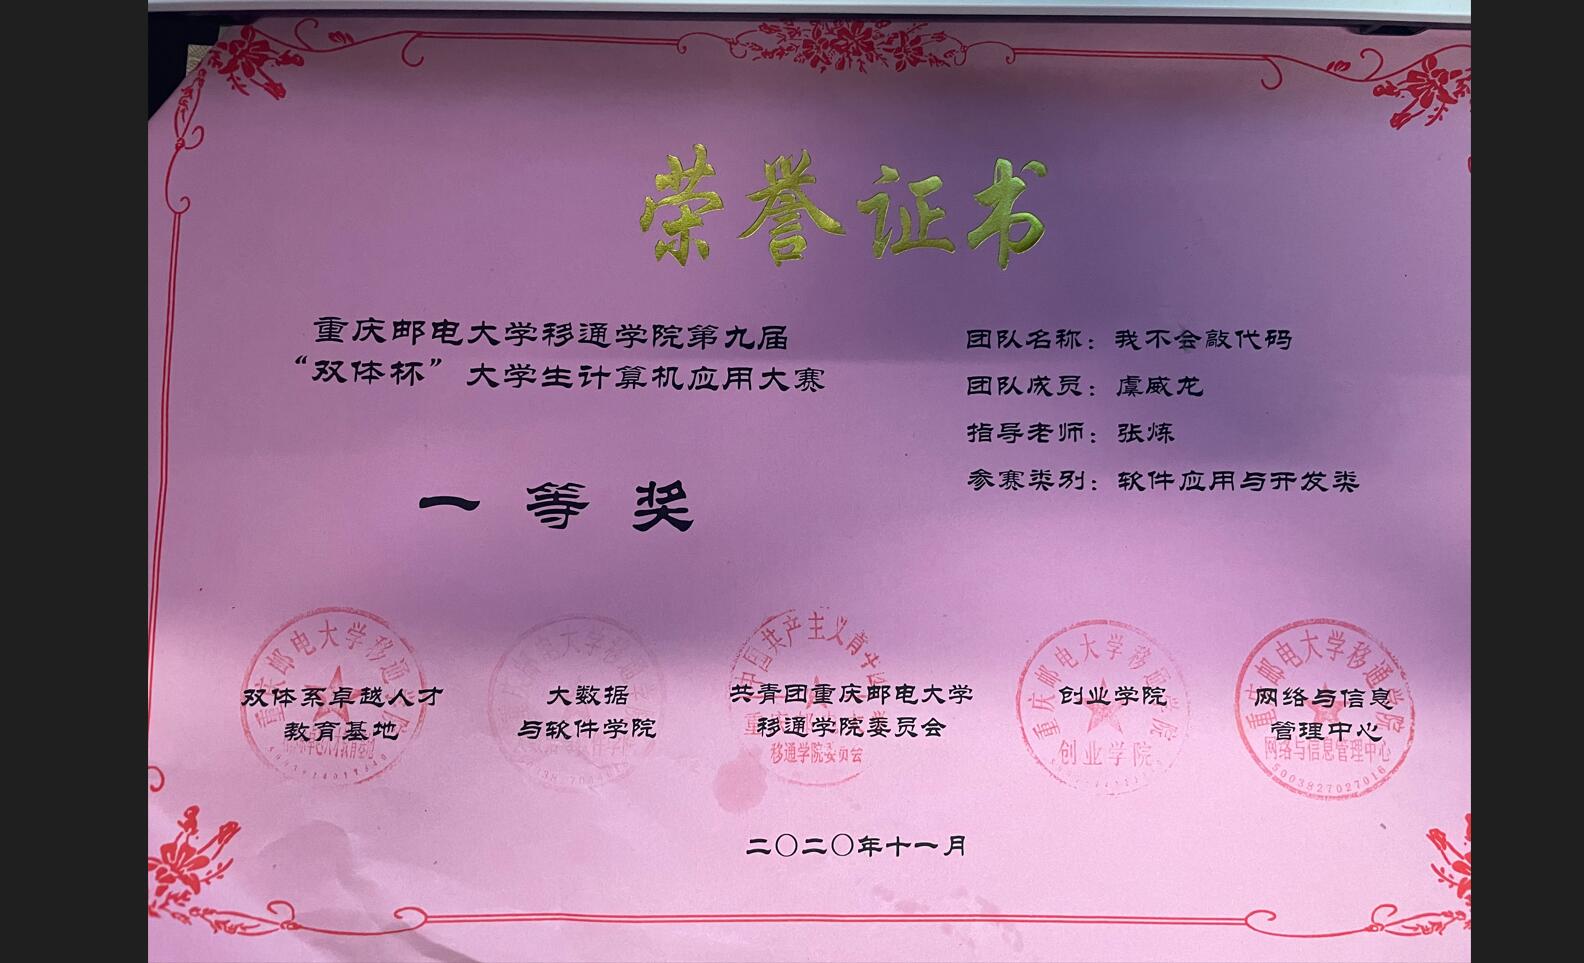 荣誉证书
重庆邮电大学移通学院第九届
“双体杯”大学生计算机应用大赛
一等奖
团队名称：我不会敲代码
团队成员：虞威龙
指导老师：张炼
参赛类别：软件应用与开发类
双体系卓越人才
教育基地
大数据
与软件学院
共青团重庆邮电大学
移通学院委员会
创业学院
网络与信息
管理中心
重庆邮电大学移通学院
移通学院委员会
重庆邮电大学移通学院
创业学院
重庆邮电大学移通学院
网络与信息管理中心
5003827027016
二〇二〇年十一月